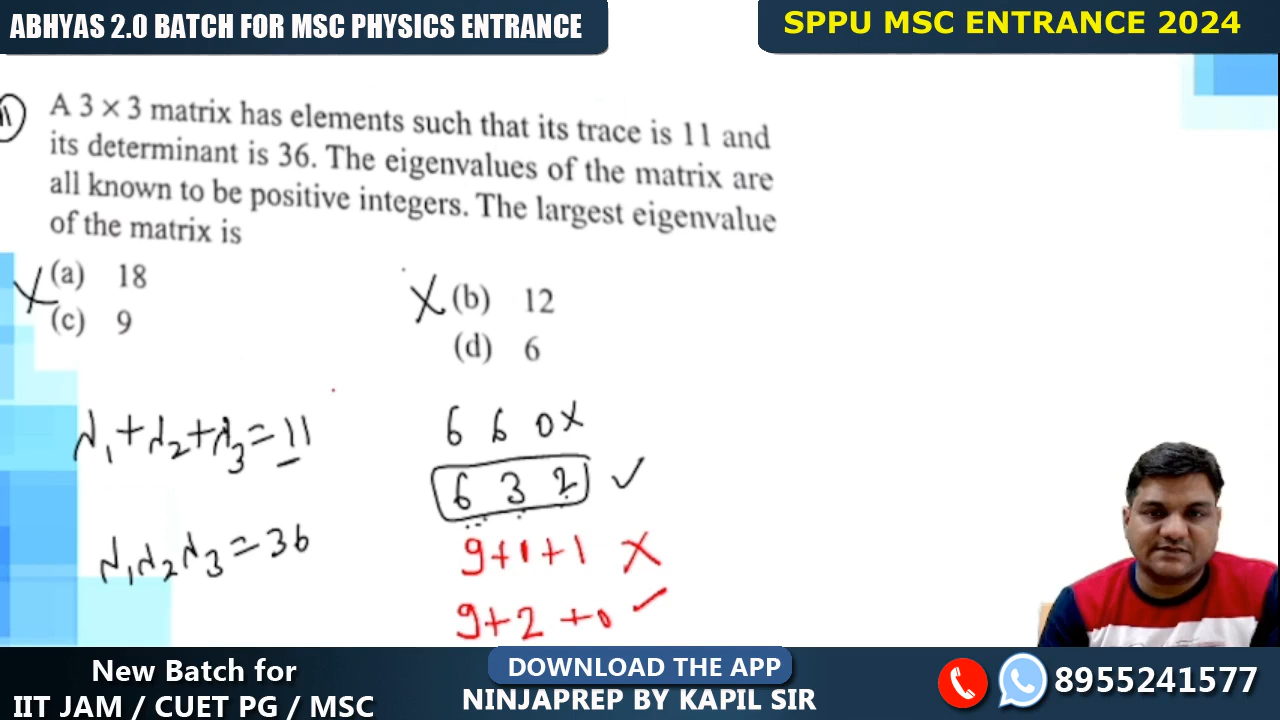 ABHYAS 2.0 BATCH FOR MSC PHYSICS ENTRANCE
SPPU MSC ENTRANCE 2024
A 3 × 3 matrix has elements such that its trace is 11 and
its determinant is 36. The eigenvalues of the matrix are
all known to be positive integers. The largest eigenvalue
of the matrix is
X (a) 18
X (b) 12
(c) 9
(d) 6
λ₁+λ₂+λ₃=11
6 6 0X
6 3 2 ✓
λ₁λ₂λ₃=36
9+1+1 X
9+2+0 ✓
New Batch for
IIT JAM / CUET PG / MSC
DOWNLOAD THE APP
NINJAPREP BY KAPIL SIR
8955241577